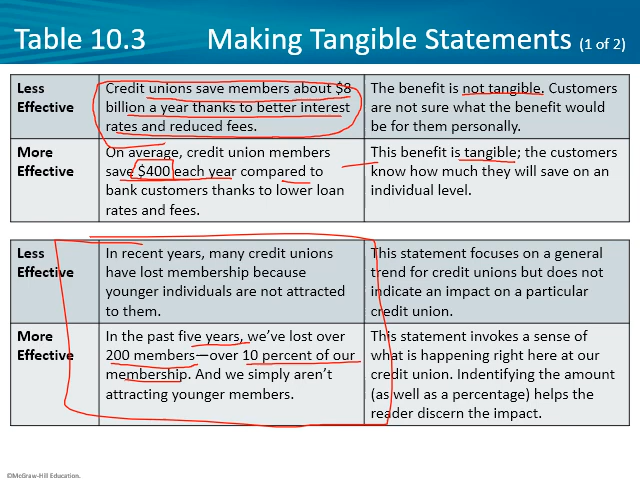 Table 10.3 Making Tangible Statements (1 of 2)
Less
Effective
Credit unions save members about $8
billion a year thanks to better interest
rates and reduced fees.
The benefit is not tangible. Customers
are not sure what the benefit would
be for them personally.
More
Effective
On average, credit union members
save $400 each year compared to
bank customers thanks to lower loan
rates and fees.
This benefit is tangible; the customers
know how much they will save on an
individual level.
Less
Effective
In recent years, many credit unions
have lost membership because
younger individuals are not attracted
to them.
This statement focuses on a general
trend for credit unions but does not
indicate an impact on a particular
credit union.
More
Effective
In the past five years, we’ve lost over
200 members—over 10 percent of our
membership. And we simply aren’t
attracting younger members.
This statement invokes a sense of
what is happening right here at our
credit union. Indentifying the amount
(as well as a percentage) helps the
reader discern the impact.
©McGraw-Hill Education.